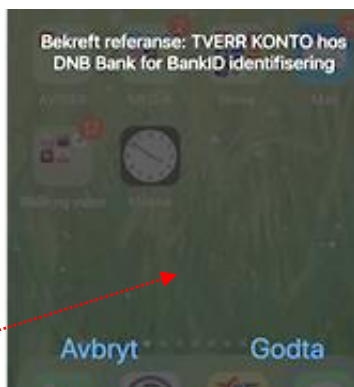 Bekreft referanse: TVERR KONTO hos
DNB Bank for BankID identifisering
Avbryt
Godta